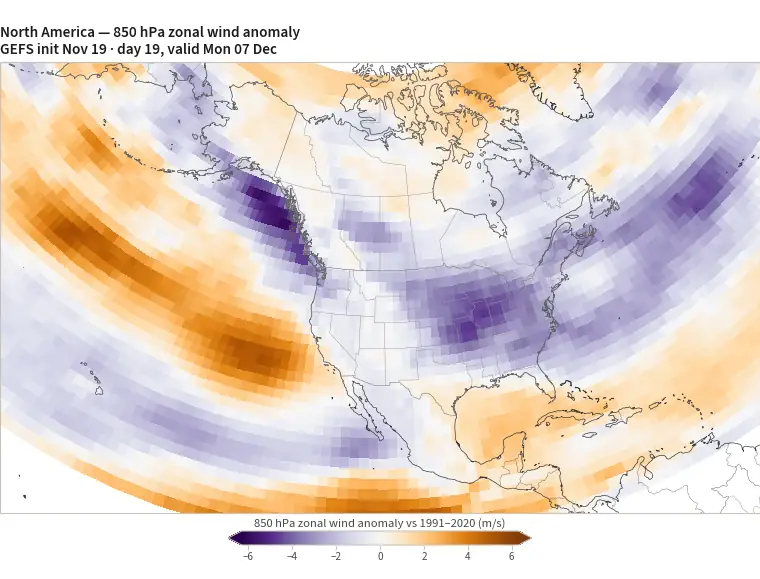 North America — 850 hPa zonal wind anomaly
GEFS init Nov 19 · day 19, valid Mon 07 Dec
850 hPa zonal wind anomaly vs 1991–2020 (m/s)
−6 −4 −2 0 2 4 6